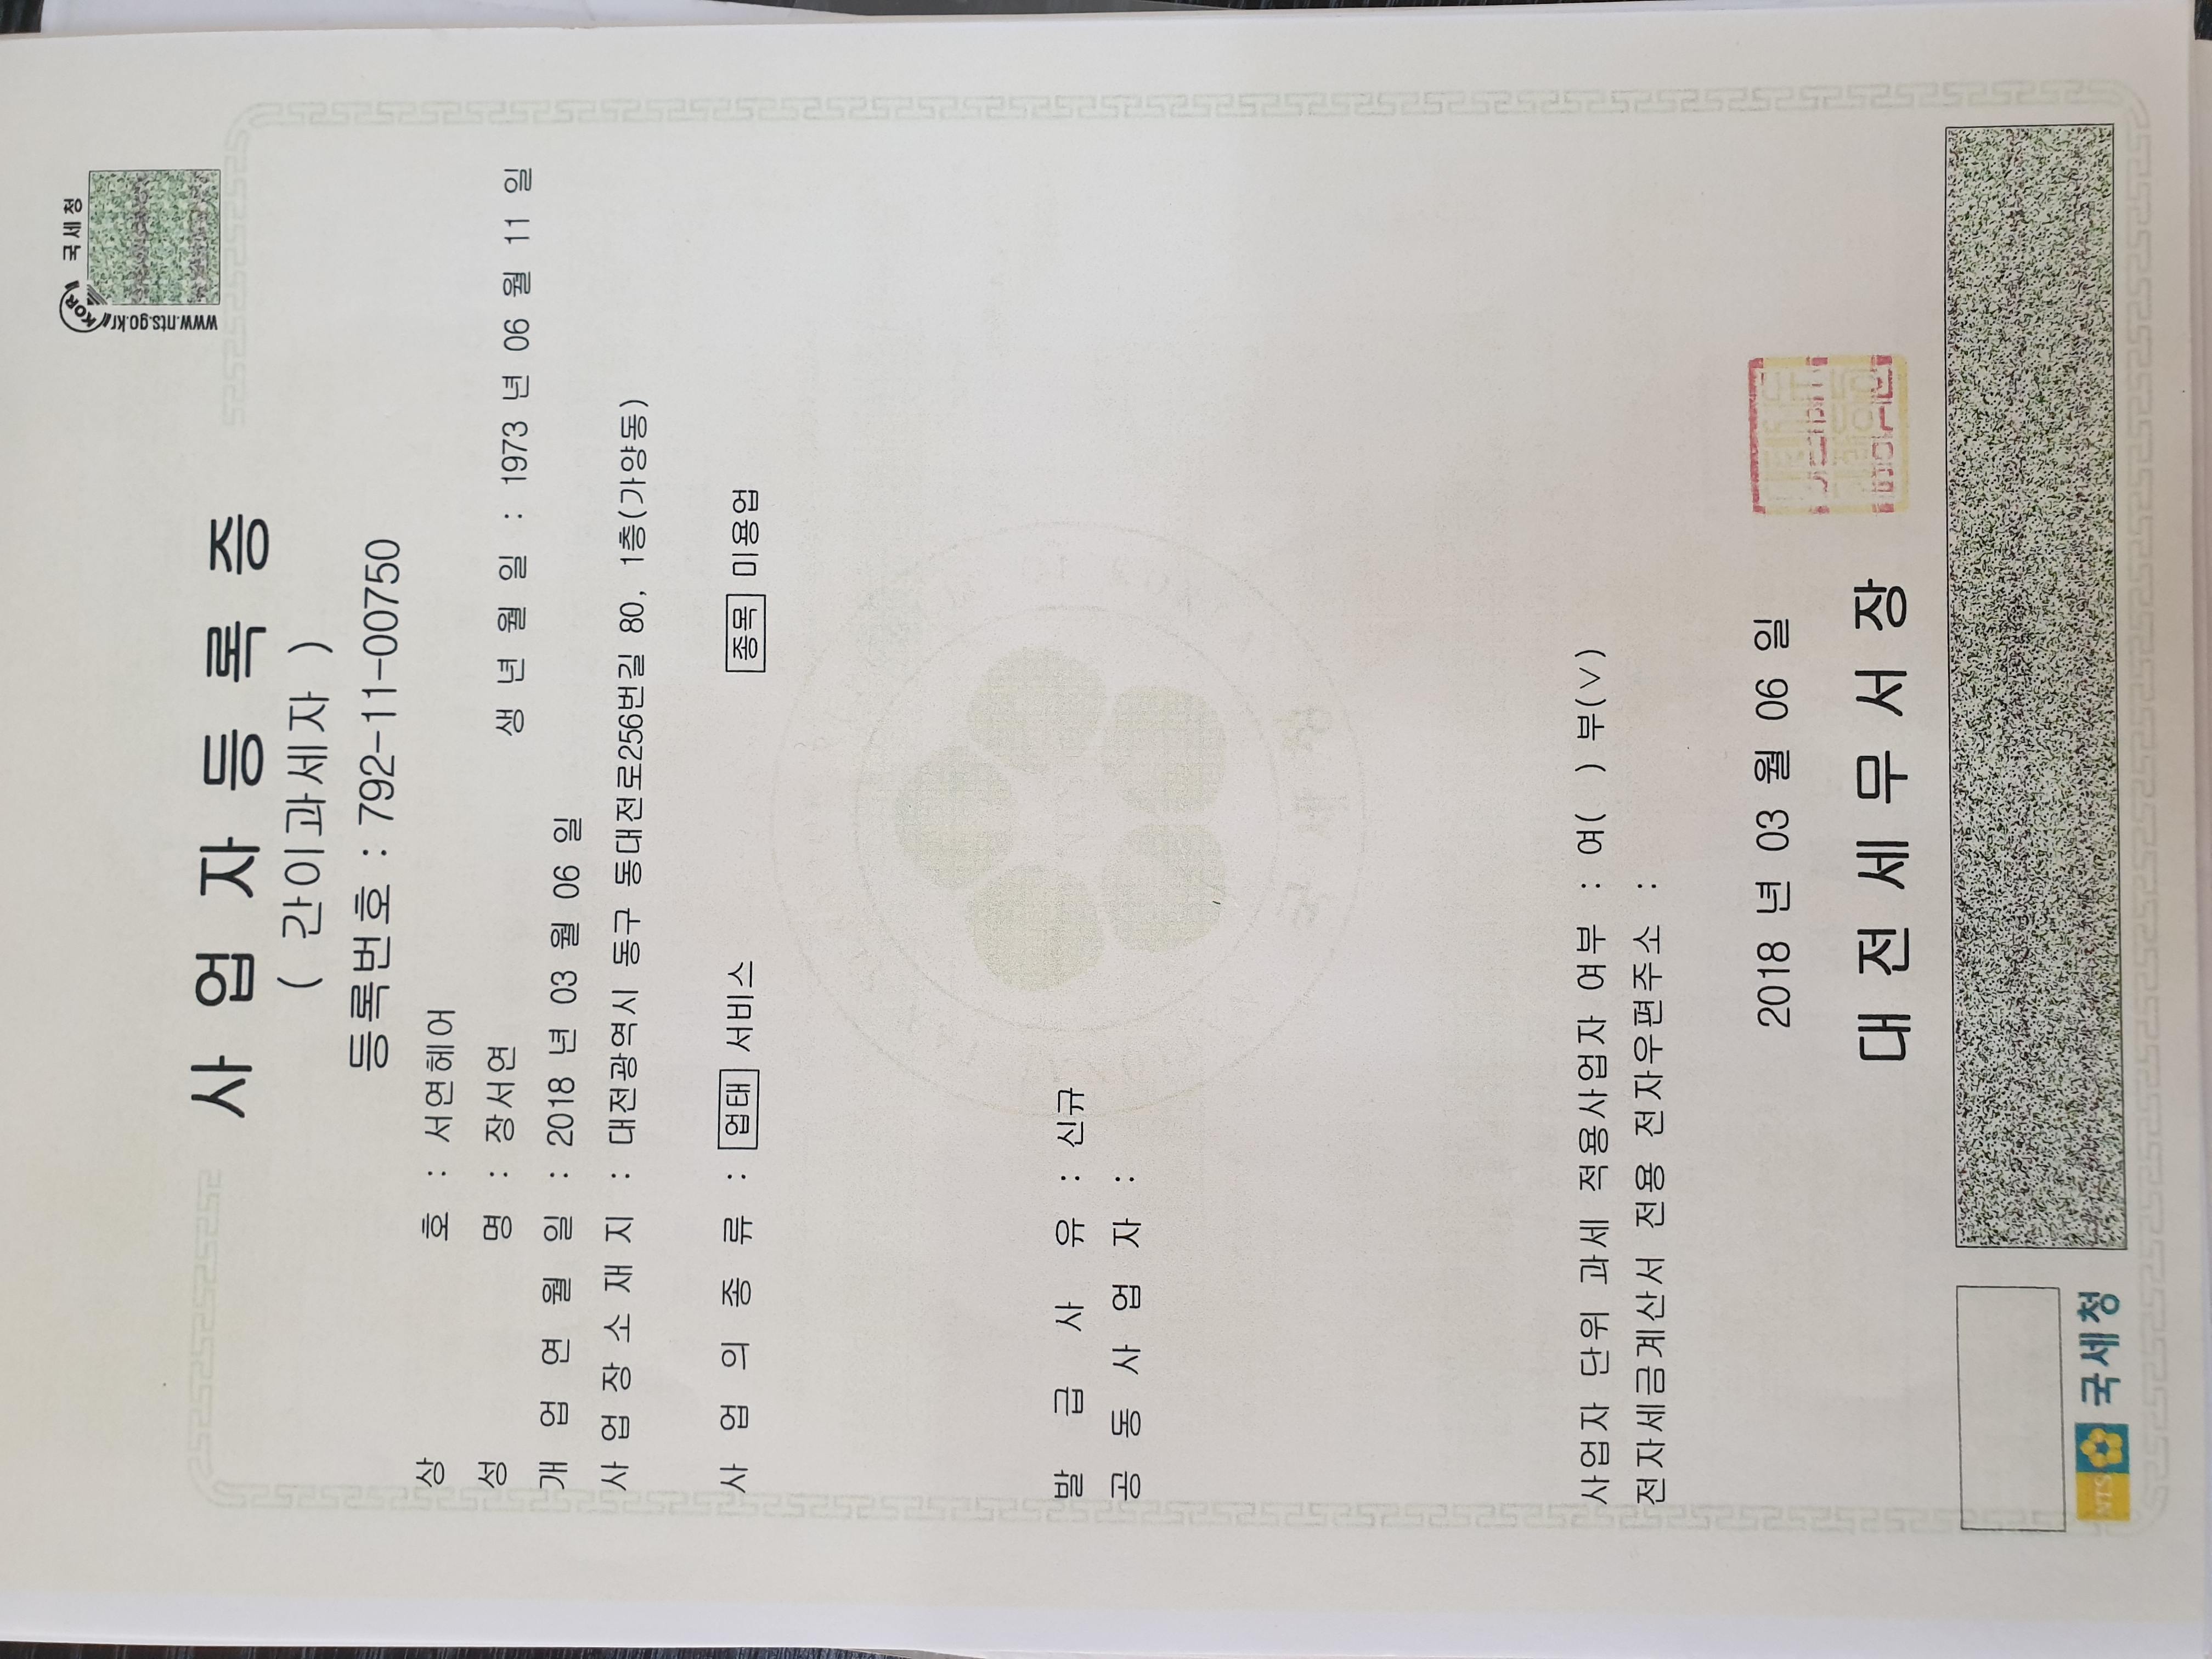 국세청
KOR
www.nts.go.kr
사업자등록증
( 간이과세자 )
등록번호 : 792-11-00750
상 호 : 서연헤어
성 명 : 장서연 생 년 월 일 : 1973 년 06 월 11 일
개 업 연 월 일 : 2018 년 03 월 06 일
사 업 장 소 재 지 : 대전광역시 동구 동대전로256번길 80, 1층(가양동)
사 업 의 종 류 : 업태 서비스 종목 미용업
발 급 사 유 : 신규
공 동 사 업 자 :
사업자 단위 과세 적용사업자 여부 : 여( ) 부(∨)
전자세금계산서 전용 전자우편주소 :
2018 년 03 월 06 일
대 전 세 무 서 장
NTS 국세청